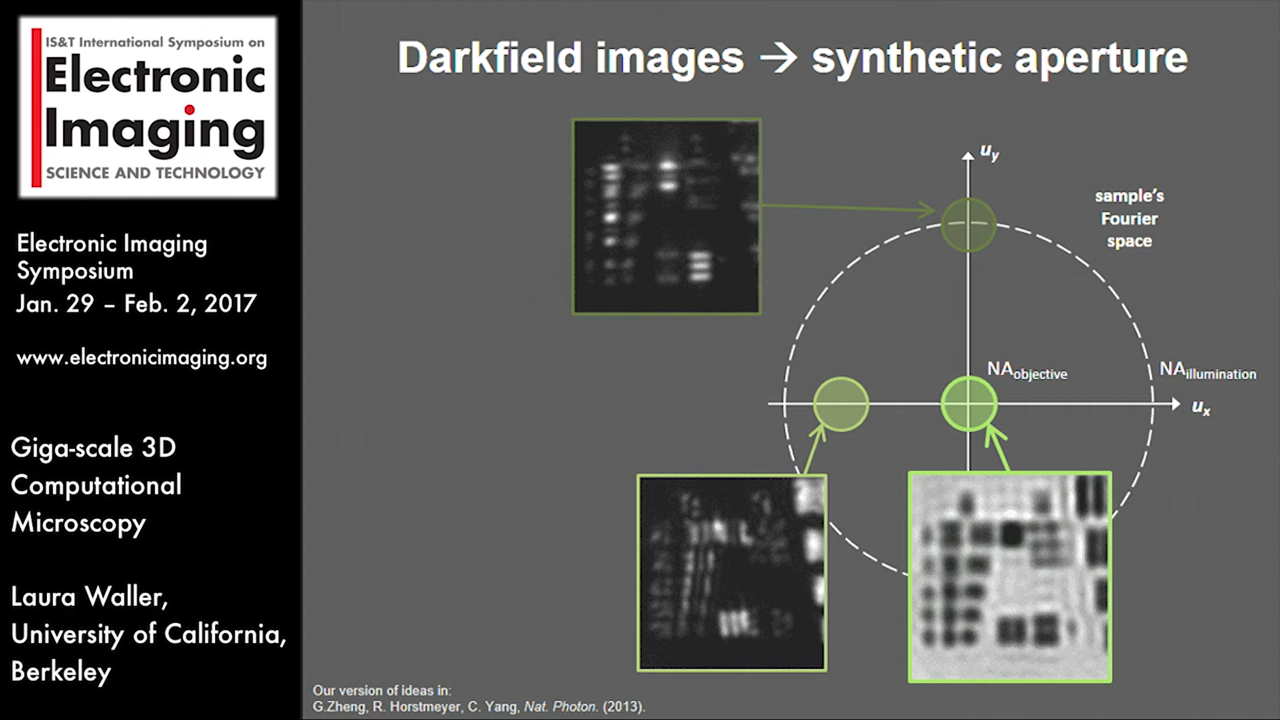 IS&T International Symposium on
Electronic
Imaging
SCIENCE AND TECHNOLOGY
Electronic Imaging
Symposium
Jan. 29 – Feb. 2, 2017
www.electronicimaging.org
Giga-scale 3D
Computational
Microscopy
Laura Waller,
University of California,
Berkeley
Darkfield images → synthetic aperture
uy
sample's
Fourier
space
NAobjective
NAillumination
ux
Our version of ideas in:
G.Zheng, R. Horstmeyer, C. Yang, Nat. Photon. (2013).